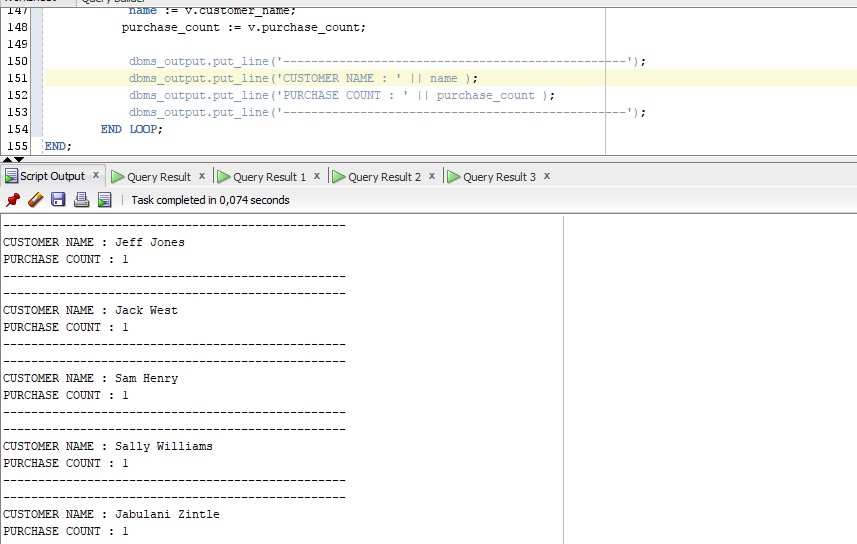 Query Builder
147 name := v.customer_name;
148 purchase_count := v.purchase_count;
149
150 dbms_output.put_line('-------------------------------------------------');
151 dbms_output.put_line('CUSTOMER NAME : ' || name );
152 dbms_output.put_line('PURCHASE COUNT : ' || purchase_count );
153 dbms_output.put_line('-------------------------------------------------');
154 END LOOP;
155 END;
Script Output x Query Result x Query Result 1 x Query Result 2 x Query Result 3 x
Task completed in 0,074 seconds
-------------------------------------------------
CUSTOMER NAME : Jeff Jones
PURCHASE COUNT : 1
-------------------------------------------------
-------------------------------------------------
CUSTOMER NAME : Jack West
PURCHASE COUNT : 1
-------------------------------------------------
-------------------------------------------------
CUSTOMER NAME : Sam Henry
PURCHASE COUNT : 1
-------------------------------------------------
-------------------------------------------------
CUSTOMER NAME : Sally Williams
PURCHASE COUNT : 1
-------------------------------------------------
-------------------------------------------------
CUSTOMER NAME : Jabulani Zintle
PURCHASE COUNT : 1